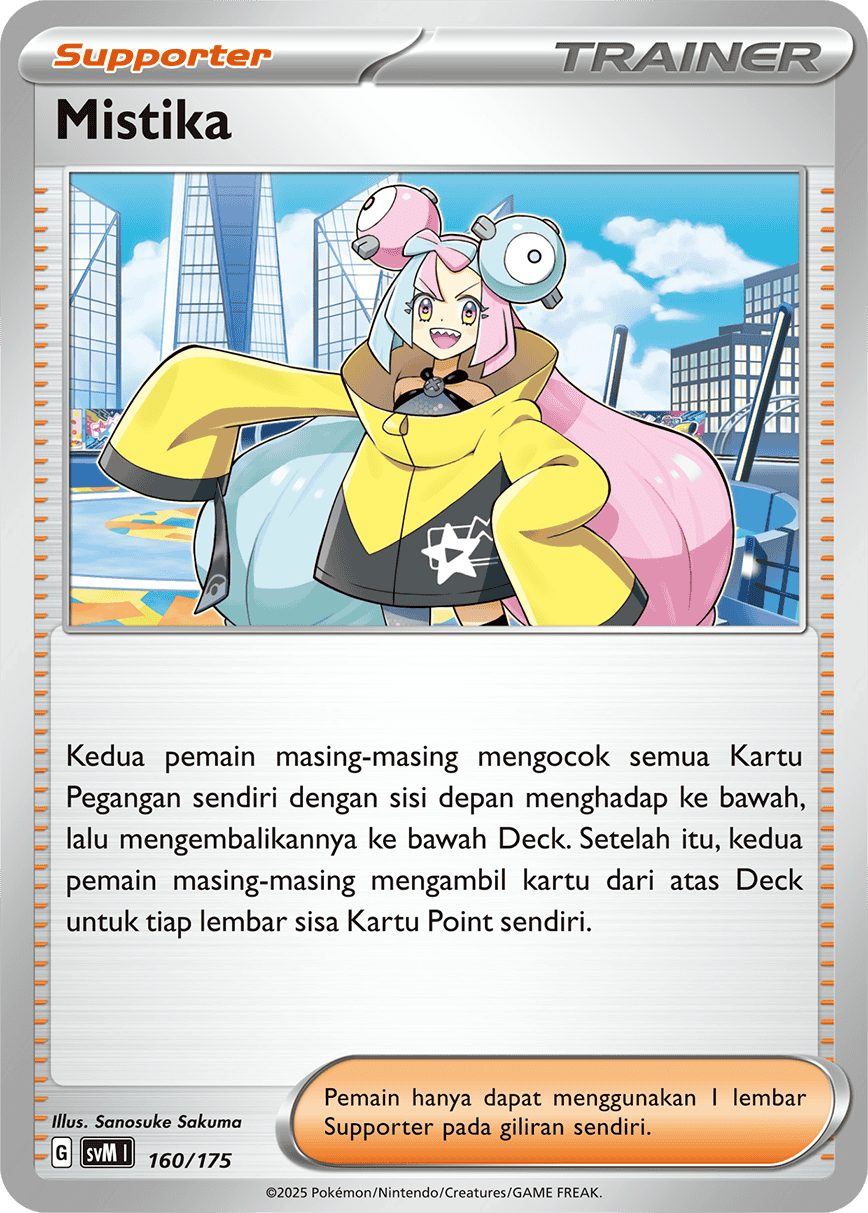 Supporter
TRAINER
Mistika
Kedua pemain masing-masing mengocok semua Kartu
Pegangan sendiri dengan sisi depan menghadap ke bawah,
lalu mengembalikannya ke bawah Deck. Setelah itu, kedua
pemain masing-masing mengambil kartu dari atas Deck
untuk tiap lembar sisa Kartu Point sendiri.
Pemain hanya dapat menggunakan 1 lembar
Supporter pada giliran sendiri.
Illus. Sanosuke Sakuma
G SVM I 160/175
©2025 Pokémon/Nintendo/Creatures/GAME FREAK.